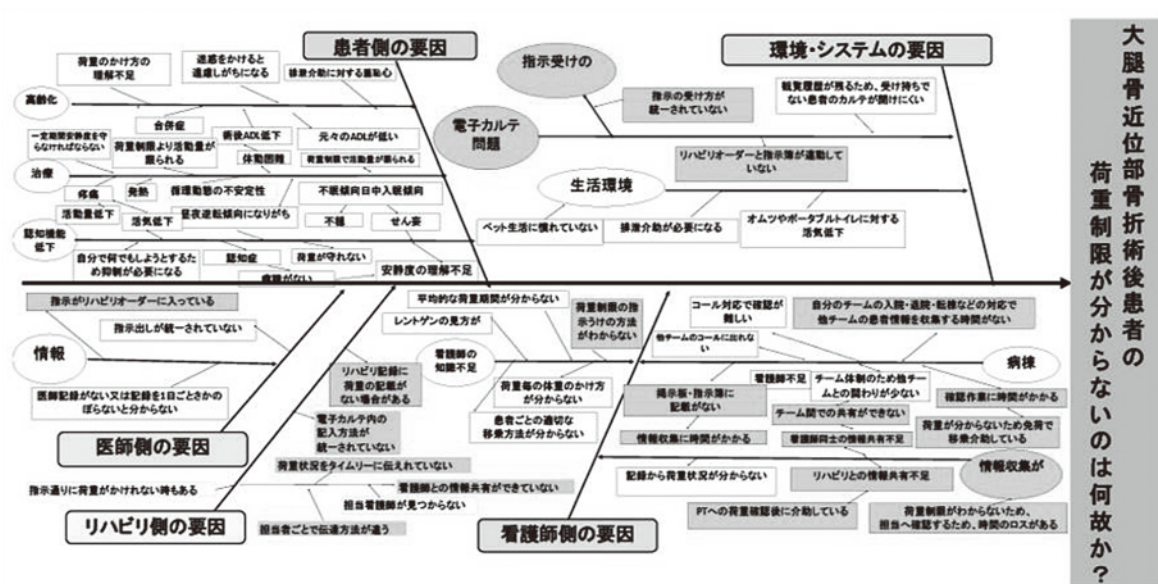 患者側の要因
環境・システムの要因
大腿骨近位部骨折術後患者の
荷重制限が分からないのは何故か？
荷重のかけ方の
理解不足
迷惑をかけると
遠慮しがちになる
排泄介助に対する羞恥心
高齢化
合併症
術後ADL低下
元々のADLが低い
一定期間安静度を守
らなければならない
荷重制限より活動量が
限られる
体動困難
荷重制限で活動量が限られる
治療
疼痛
発熱
循環動態の不安定性
不眠傾向日中入眠傾向
活動量低下
活気低下
昼夜逆転傾向になりがち
不穏
せん妄
認知機能
低下
自分で何でもしようとするた
め抑制が必要になる
認知症
荷重が守れない
病識がない
安静度の理解不足
指示受けの
指示の受け方が
統一されていない
閲覧履歴が残るため、受け持ちで
ない患者のカルテが開けにくい
電子カルテ
問題
リハビリオーダーと指示簿が連動して
いない
生活環境
ベット生活に慣れていない
排泄介助が必要になる
オムツやポータブルトイレに対する
活気低下
指示がリハビリオーダーに入っている
指示出しが統一されていない
情報
医師記録がない又は記録を1日ごとさかの
ぼらないと分からない
医師側の要因
リハビリ記録に
荷重の記載が
ない場合がある
電子カルテ内の
記入方法が
統一されていない
荷重状況をタイムリーに伝えれていない
指示通りに荷重がかけれない時もある
看護師との情報共有ができていない
担当看護師が見つからない
担当者ごとで伝達方法が違う
リハビリ側の要因
平均的な荷重期間が分からない
レントゲンの見方が
荷重制限の指
示うけの方法
がわからない
看護師の
知識不足
荷重毎の体重のかけ方
が分からない
患者ごとの適切な
移乗方法が分からない
コール対応で確認が
難しい
自分のチームの入院・退院・転棟などの対応で
他チームの患者情報を収集する時間がない
他チームのコールに出れな
い
病棟
看護師不足
チーム体制のため他チー
ムとの関わりが少ない
掲示板・指示簿に
記載がない
チーム間での共有ができない
確認作業に時間がかかる
情報収集に時間がかかる
看護師同士の情報共有不足
荷重が分からないため免荷で
移乗介助している
記録から荷重状況が分からない
リハビリとの情報共有不足
情報収集が
PTへの荷重確認後に介助している
荷重制限がわからないため、
担当へ確認するため、時間のロスがある
看護師側の要因